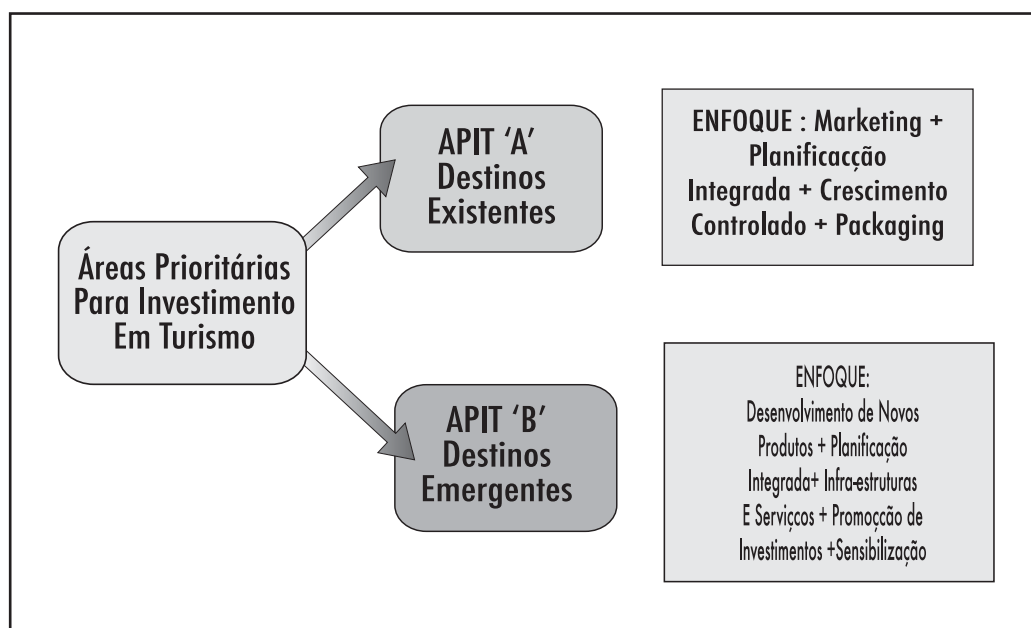 Áreas Prioritárias
Para Investimento
Em Turismo
APIT 'A'
Destinos
Existentes
ENFOQUE : Marketing +
Planificacção
Integrada + Crescimento
Controlado + Packaging
APIT 'B'
Destinos
Emergentes
ENFOQUE:
Desenvolvimento de Novos
Produtos + Planificação
Integrada+ Infra-estruturas
E Serviçcos + Promoçcão de
Investimentos +Sensibilização